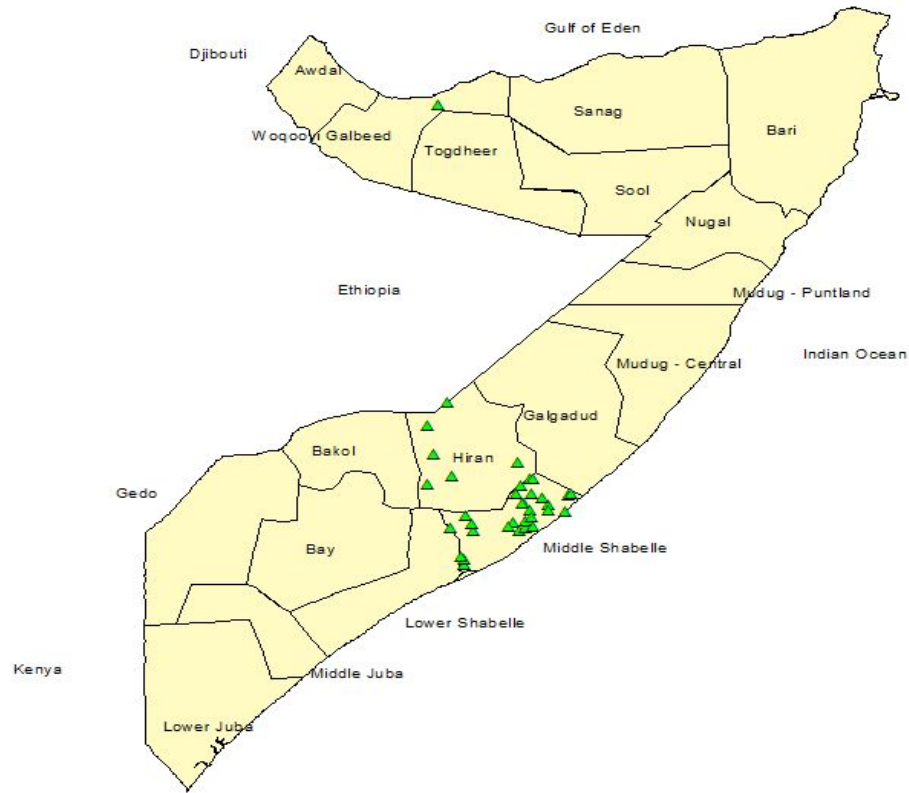 Gulf of Eden
Djibouti
Awdal
Sanag
Bari
Woqooyi Galbeed
Togdheer
Sool
Nugal
Ethiopia
Mudug - Puntland
Indian Ocean
Mudug - Central
Galgadud
Bakol
Hiran
Gedo
Bay
Middle Shabelle
Lower Shabelle
Kenya
Middle Juba
Lower Juba